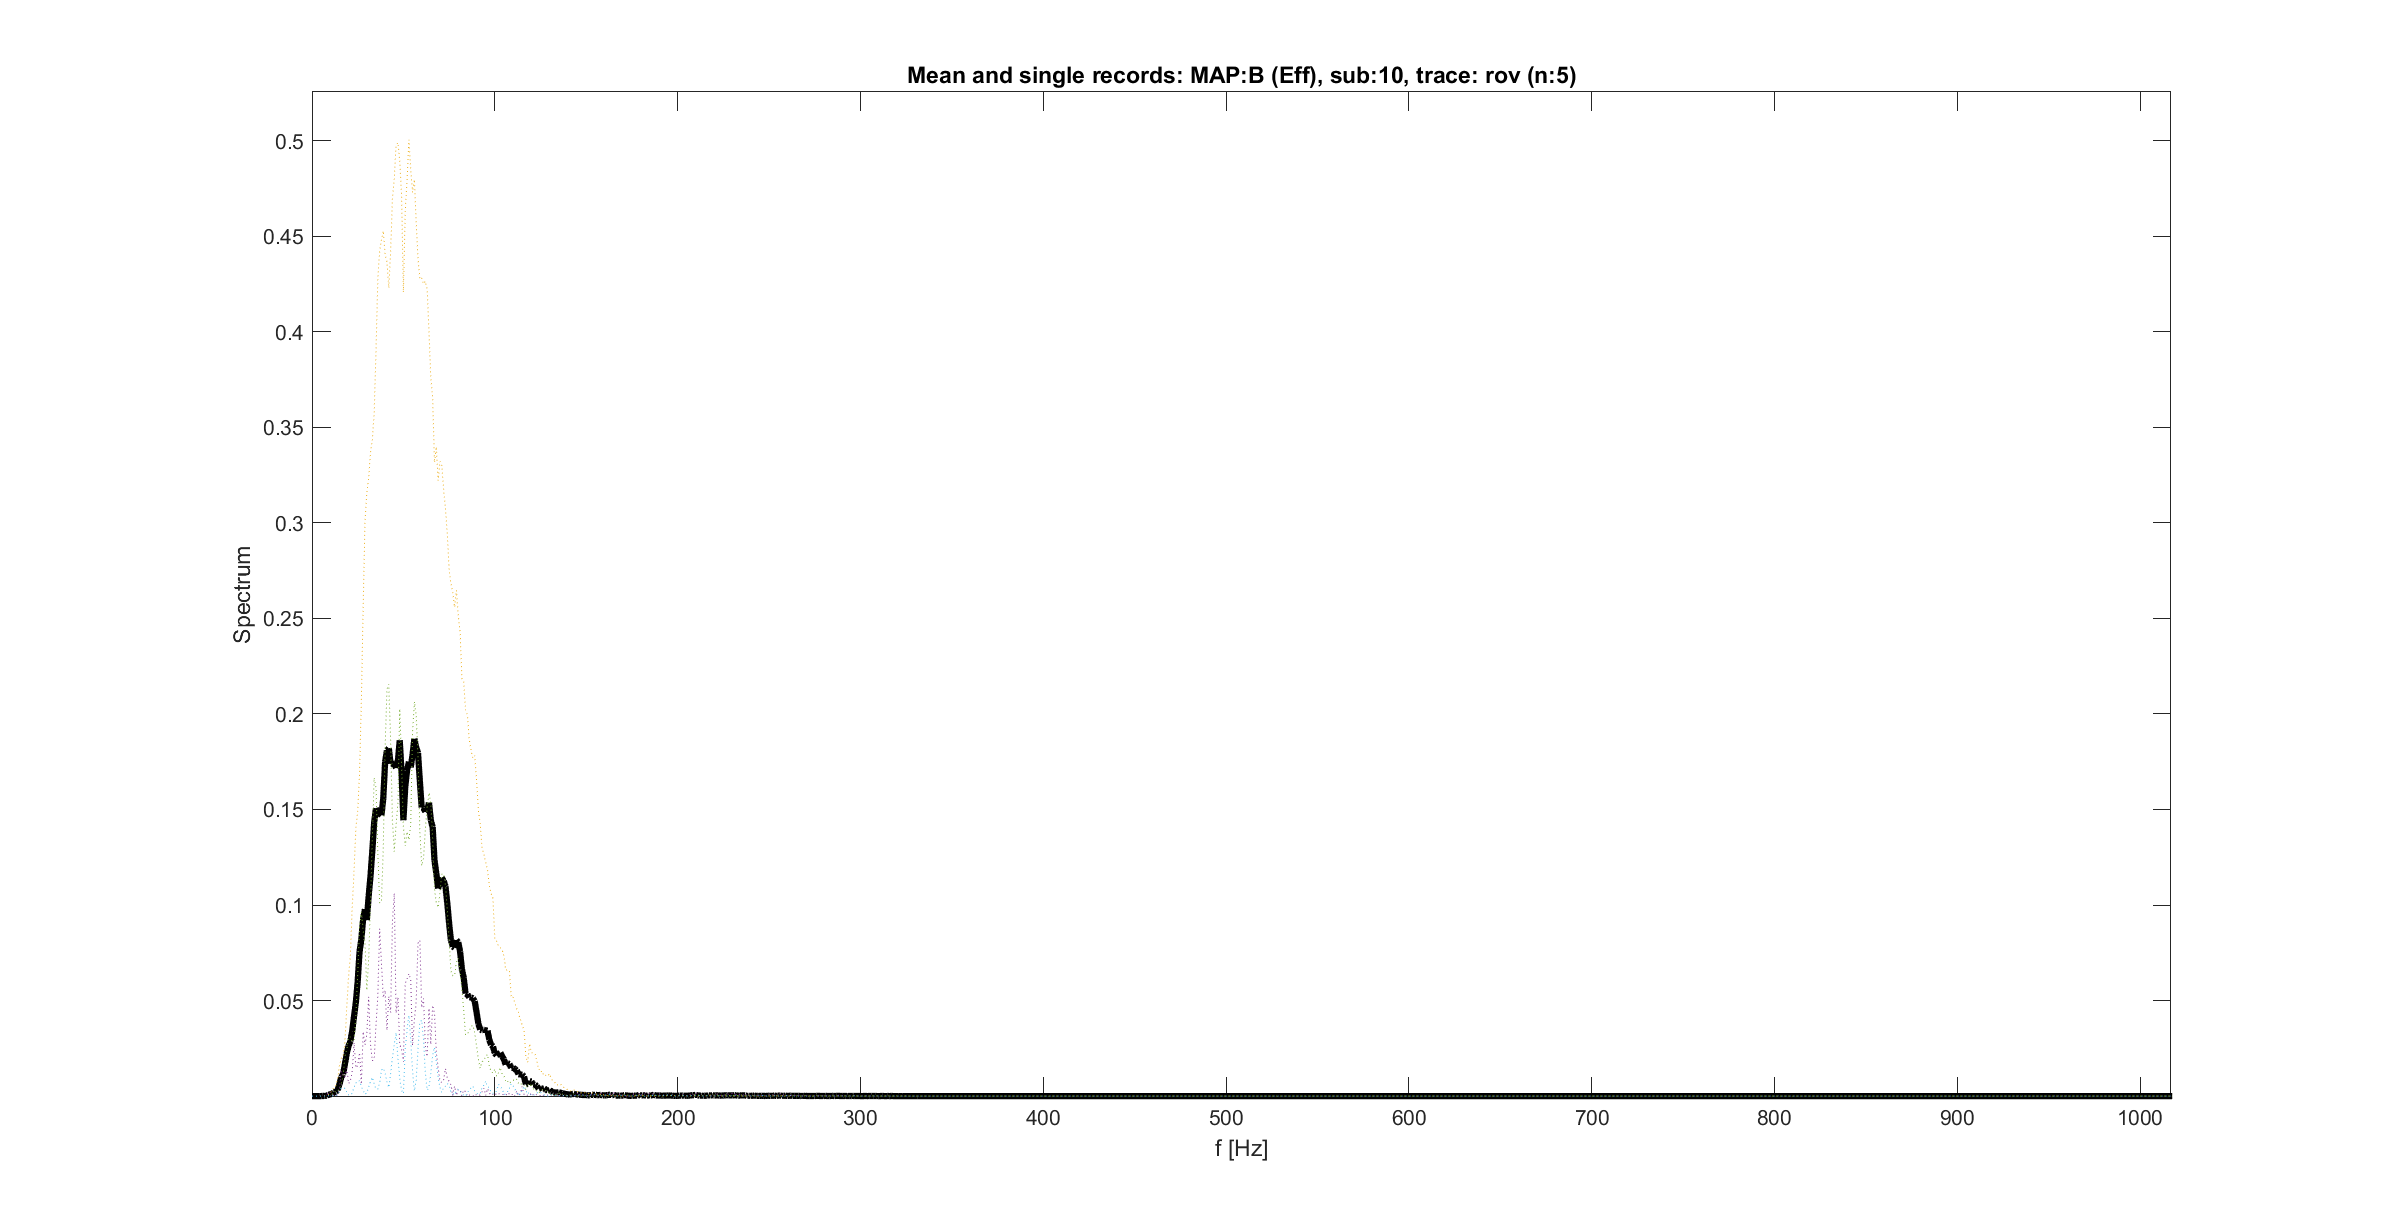 Mean and single records: MAP:B (Eff), sub:10, trace: rov (n:5)
0.5
0.45
0.4
0.35
0.3
0.25
0.2
0.15
0.1
0.05
Spectrum
0 100 200 300 400 500 600 700 800 900 1000
f [Hz]